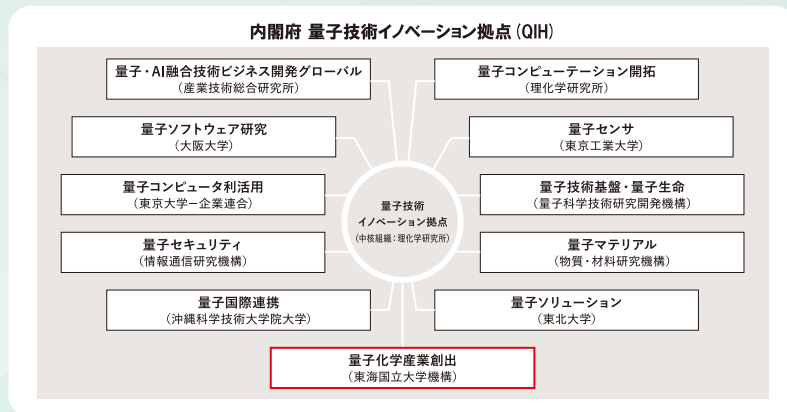 内閣府 量子技術イノベーション拠点(QIH)
量子・AI融合技術ビジネス開発グローバル
(産業技術総合研究所)
量子コンピューテーション開拓
(理化学研究所)
量子ソフトウェア研究
(大阪大学)
量子センサ
(東京工業大学)
量子コンピュータ利活用
(東京大学−企業連合)
量子技術基盤・量子生命
(量子科学技術研究開発機構)
量子技術
イノベーション拠点
(中核組織:理化学研究所)
量子セキュリティ
(情報通信研究機構)
量子マテリアル
(物質・材料研究機構)
量子国際連携
(沖縄科学技術大学院大学)
量子ソリューション
(東北大学)
量子化学産業創出
(東海国立大学機構)